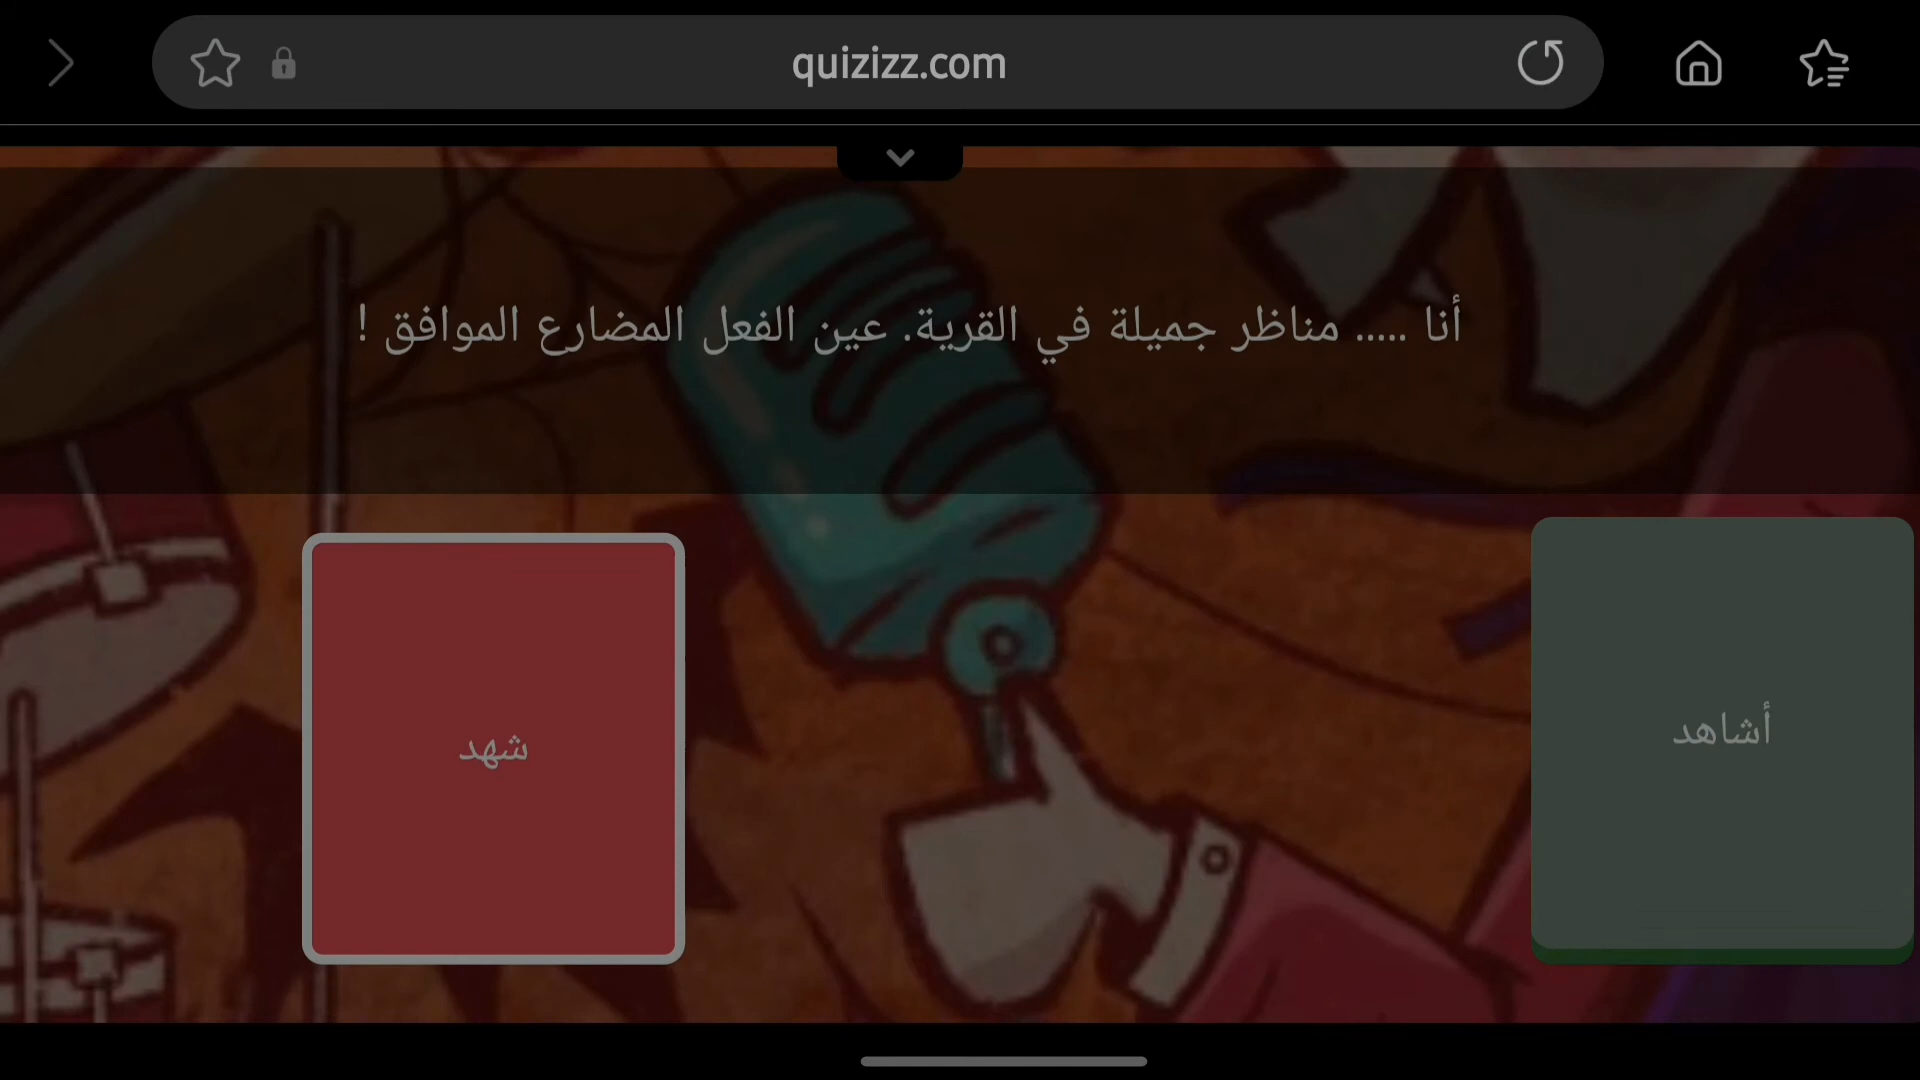 quizizz.com
أنا ..... مناظر جميلة في القرية. عين الفعل المضارع الموافق !
شهد
أشاهد